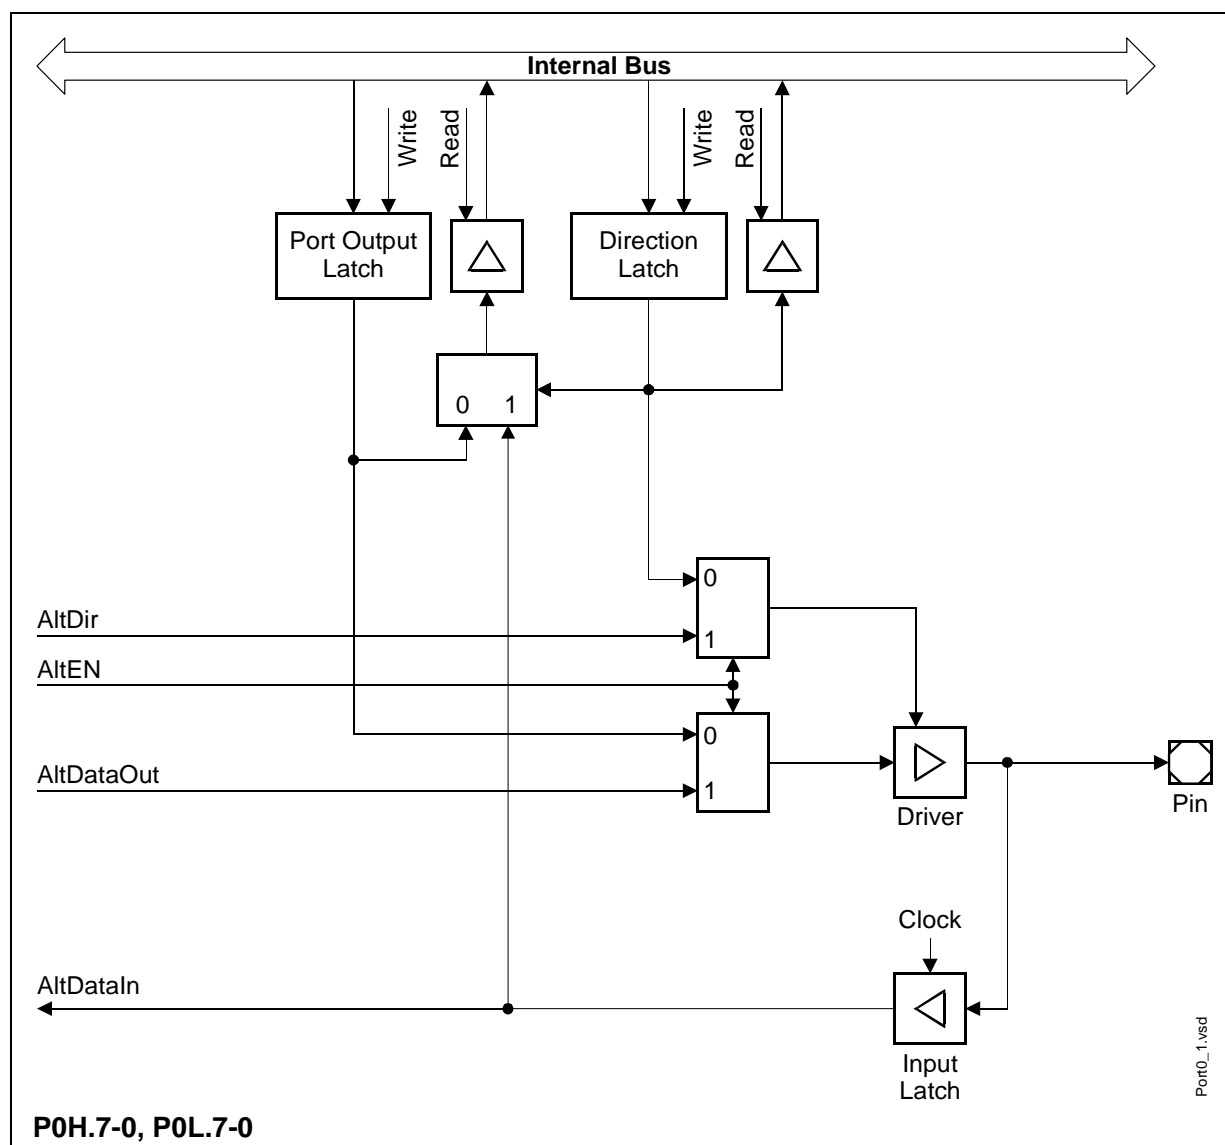 Internal Bus
Write
Read
Write
Read
Port Output
Latch
Direction
Latch
0 1
0
AltDir
1
AltEN
0
AltDataOut
1
Driver
Pin
Clock
AltDataIn
Input
Latch
Port0_1.vsd
P0H.7-0, P0L.7-0